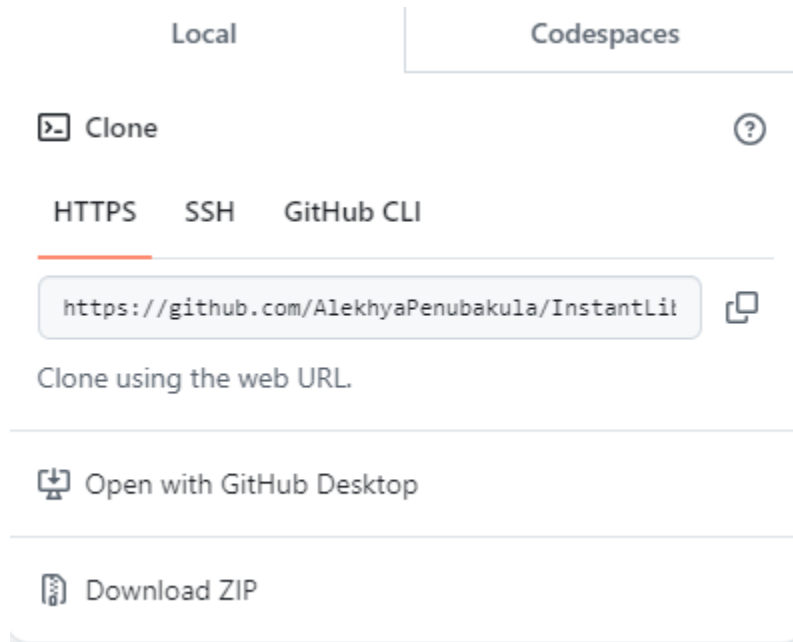 Local Codespaces
Clone
HTTPS SSH GitHub CLI
https://github.com/AlekhyaPenubakula/InstantLib
Clone using the web URL.
Open with GitHub Desktop
Download ZIP